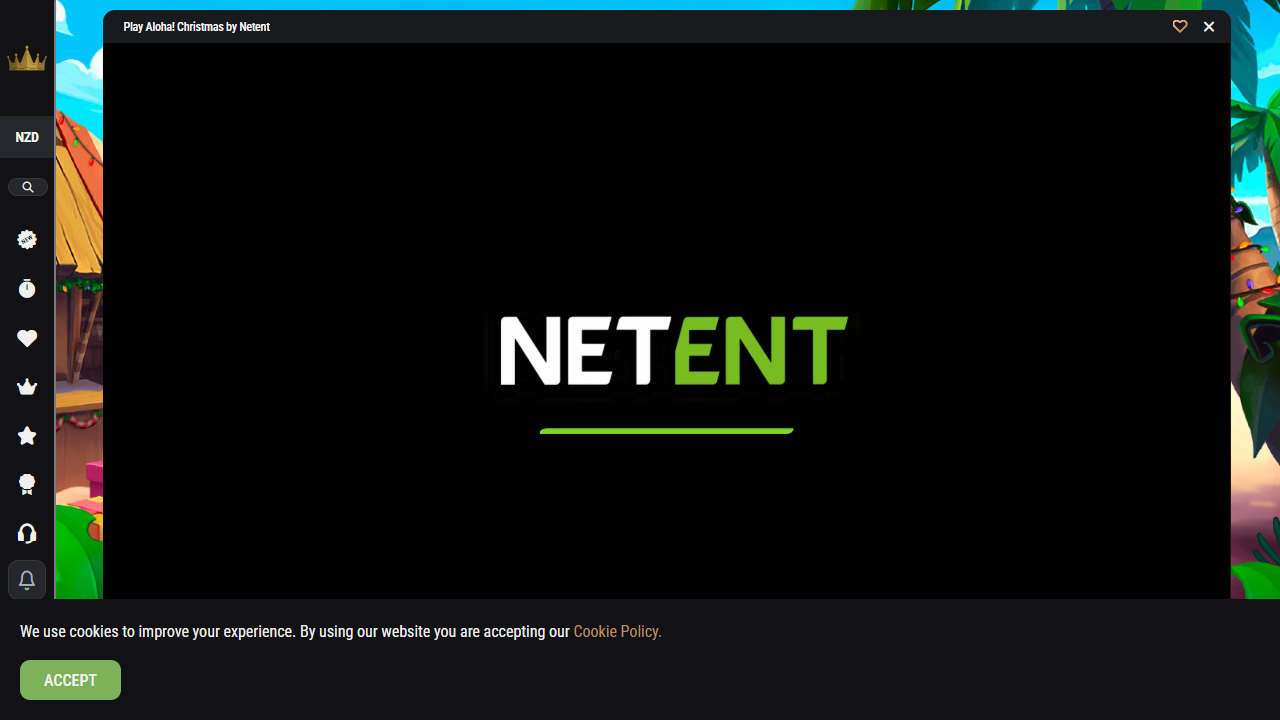 Play Aloha! Christmas by Netent
NZD
NEW
NETENT
We use cookies to improve your experience. By using our website you are accepting our Cookie Policy.
ACCEPT